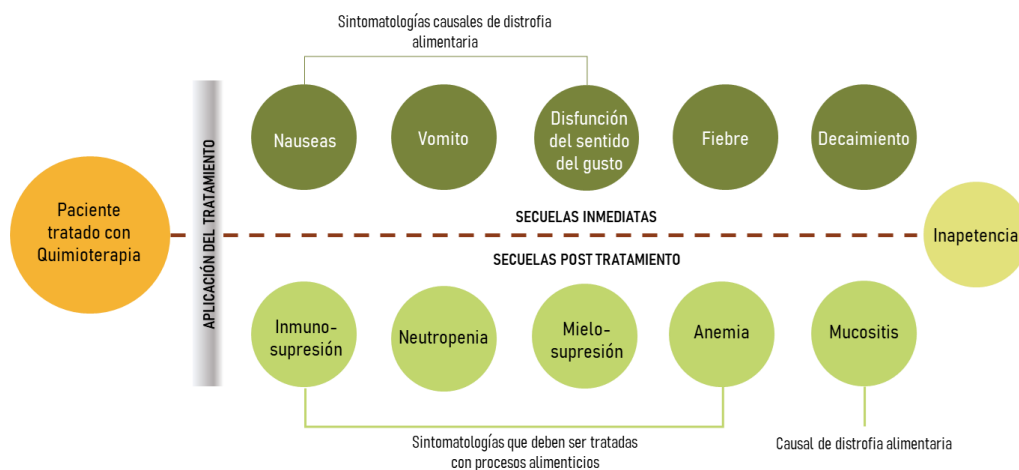 Sintomatologías causales de distrofia
alimentaria
Nauseas
Vomito
Disfunción
del sentido
del gusto
Fiebre
Decaimiento
Paciente
tratado con
Quimioterapia
APLICACIÓN DEL TRATAMIENTO
SECUELAS INMEDIATAS
SECUELAS POST TRATAMIENTO
Inapetencia
Inmuno-
supresión
Neutropenia
Mielo-
supresión
Anemia
Mucositis
Sintomatologías que deben ser tratadas
con procesos alimenticios
Causal de distrofia alimentaria